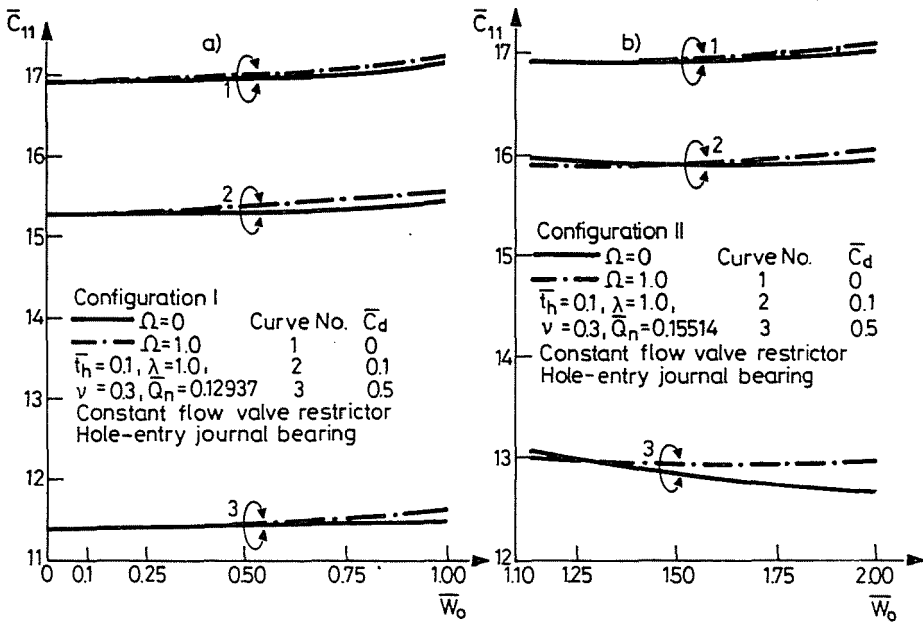 C̅₁₁
a)
17
16
15
14
13
12
11
1
2
3
Configuration I
Ω=0 Curve No. C̅d
Ω=1.0 1 0
t̅h=0.1, λ=1.0, 2 0.1
ν=0.3, Q̅n=0.12937 3 0.5
Constant flow valve restrictor
Hole-entry journal bearing
0 0.1 0.25 0.50 0.75 1.00
W̅o
C̅₁₁
b)
17
16
15
14
13
12
1
2
3
Configuration II
Ω=0 Curve No. C̅d
Ω=1.0 1 0
t̅h=0.1, λ=1.0, 2 0.1
ν=0.3, Q̅n=0.15514 3 0.5
Constant flow valve restrictor
Hole-entry journal bearing
1.10 1.25 1.50 1.75 2.00
W̅o